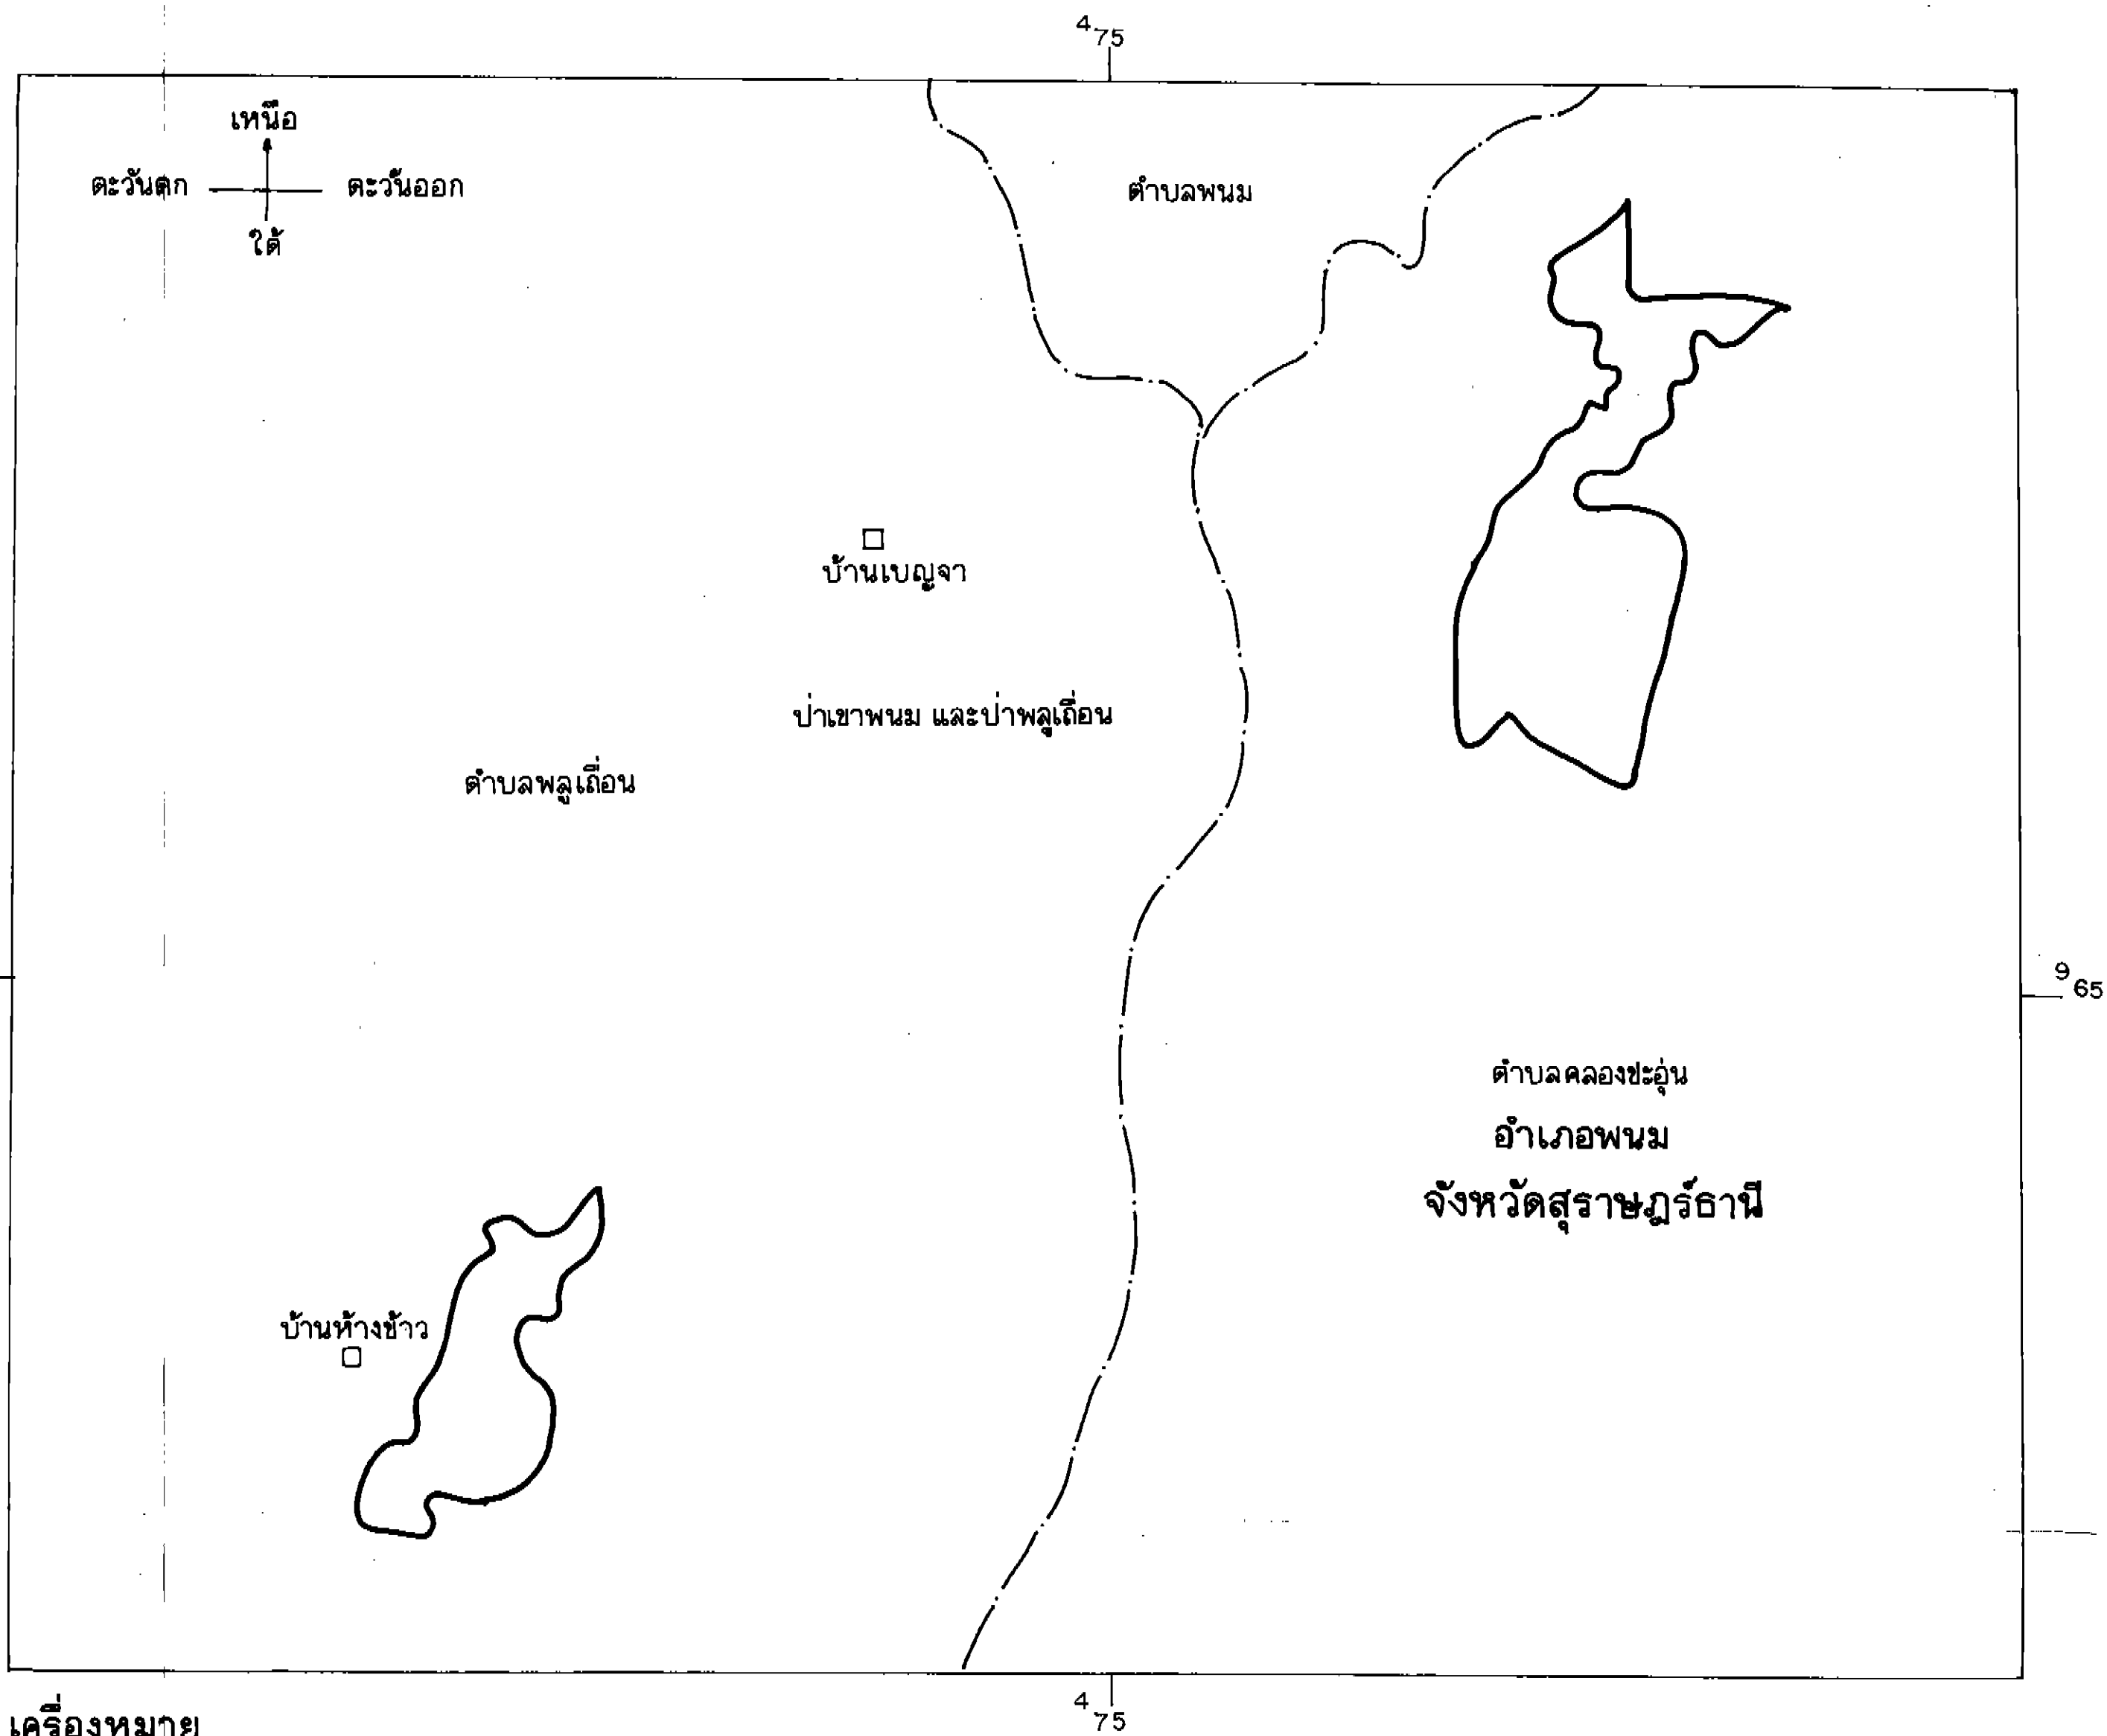 4 75
เหนือ
ตะวันตก ตะวันออก
ใต้
ตำบลพนม
บ้านเบญจา
ป่าเขาพนม และป่าพลูเถื่อน
ตำบลพลูเถื่อน
9 65
ตำบลคลองชะอุ่น
อำเภอพนม
จังหวัดสุราษฎร์ธานี
บ้านห้างข้าว
4 75
เครื่องหมาย